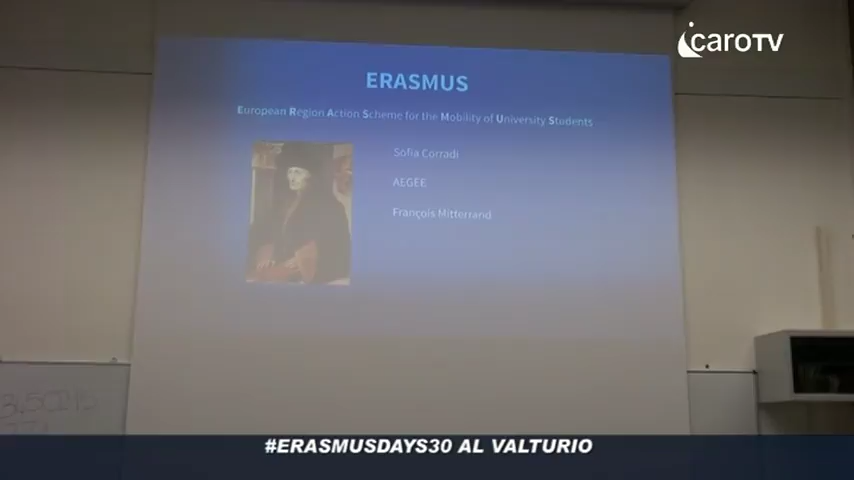 icaroTV
ERASMUS
European Region Action Scheme for the Mobility of University Students
Sofia Corradi
AEGEE
François Mitterrand
#ERASMUSDAYS30 AL VALTURIO